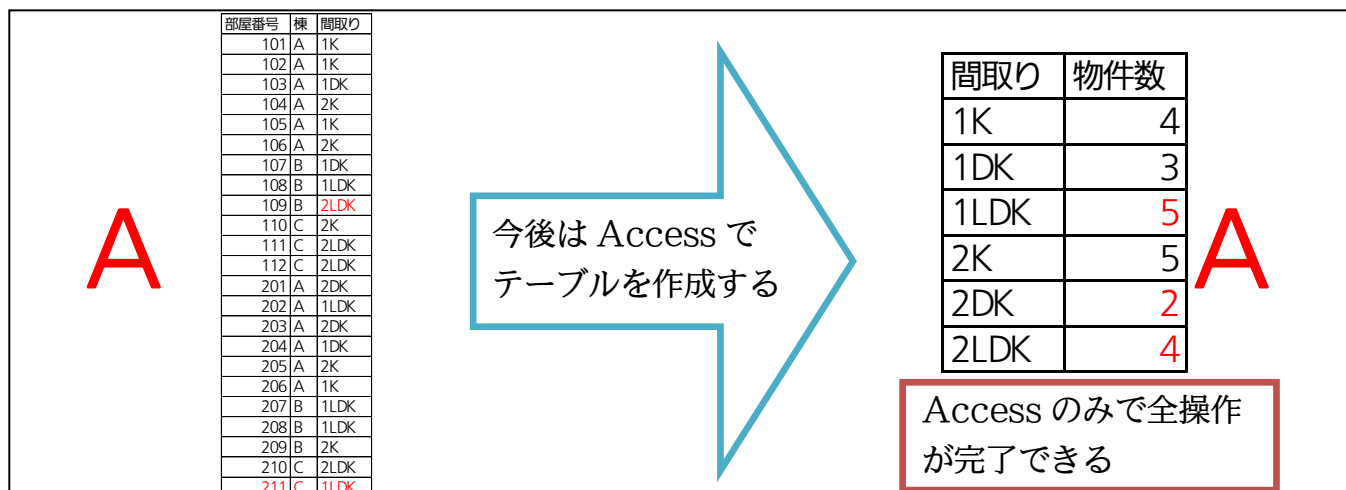 部屋番号 棟 間取り
101 A 1K
102 A 1K
103 A 1DK
104 A 2K
105 A 1K
106 A 2K
107 B 1DK
108 B 1LDK
109 B 2LDK
110 C 2K
111 C 2LDK
112 C 2LDK
201 A 2DK
202 A 1LDK
203 A 2DK
204 A 1DK
205 A 2K
206 A 1K
207 B 1LDK
208 B 1LDK
209 B 2K
210 C 2LDK
211 C 1LDK
A
今後は Access で
テーブルを作成する
間取り 物件数
1K 4
1DK 3
1LDK 5
2K 5
2DK 2
2LDK 4
A
Access のみで全操作
が完了できる